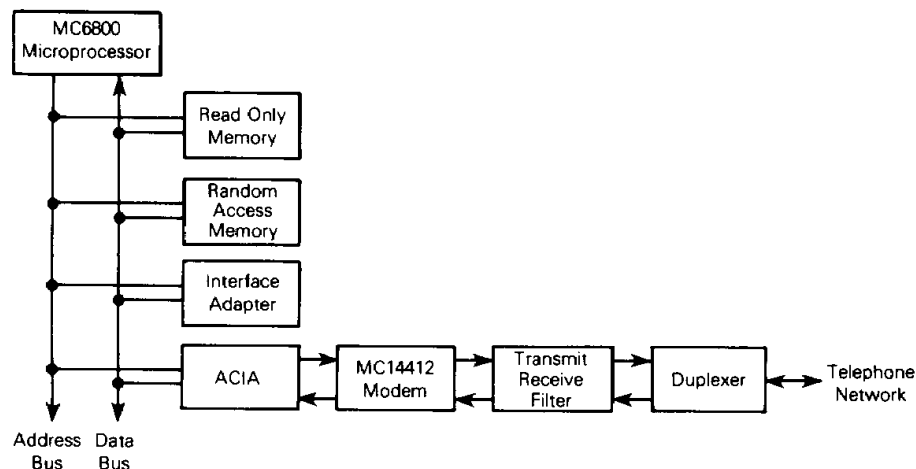 MC6800
Microprocessor
Read Only
Memory
Random
Access
Memory
Interface
Adapter
ACIA
MC14412
Modem
Transmit
Receive
Filter
Duplexer
Telephone
Network
Address
Bus
Data
Bus